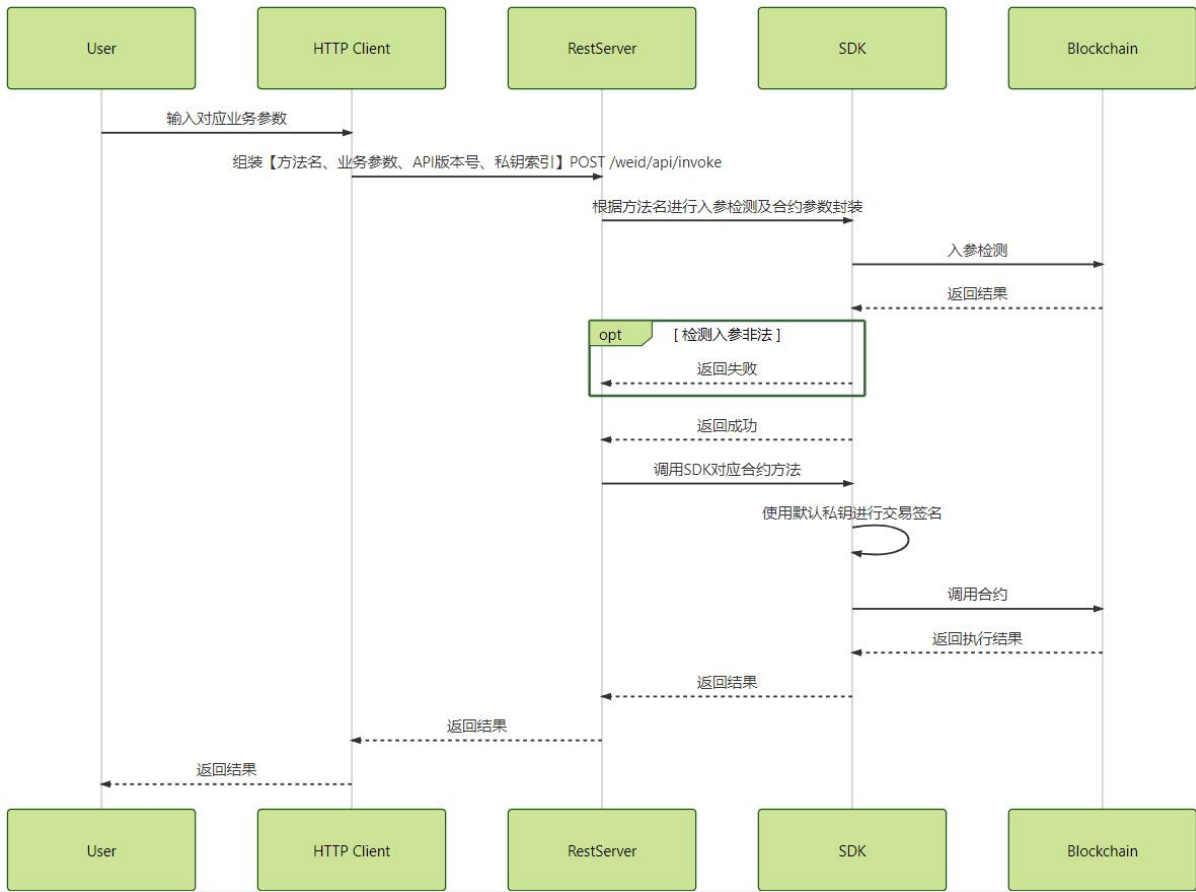 User
HTTP Client
RestServer
SDK
Blockchain
输入对应业务参数
组装【方法名、业务参数、API版本号、私钥索引】POST /weid/api/invoke
根据方法名进行入参检测及合约参数封装
入参检测
返回结果
opt
[ 检测入参非法 ]
返回失败
返回成功
调用SDK对应合约方法
使用默认私钥进行交易签名
调用合约
返回执行结果
返回结果
返回结果
返回结果
User
HTTP Client
RestServer
SDK
Blockchain